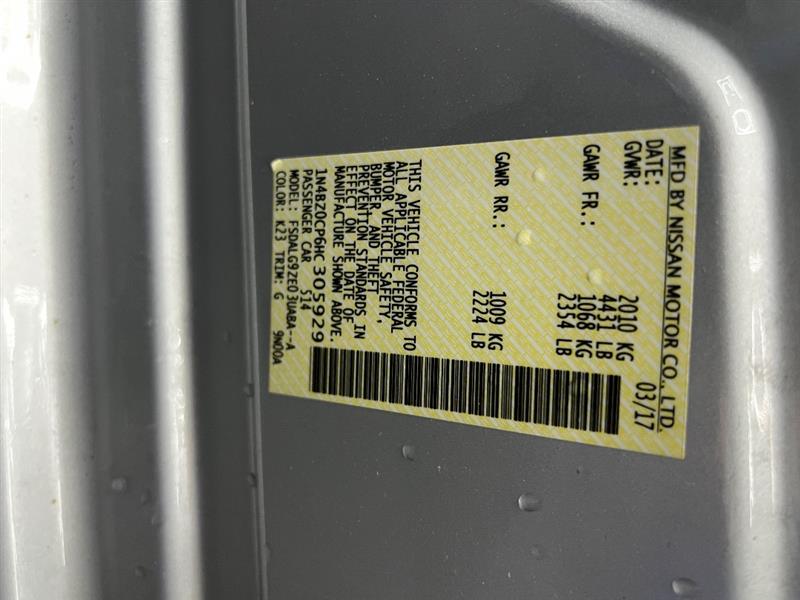 MFD BY NISSAN MOTOR CO., LTD.
DATE: 03/17
GVWR: 2010 KG
4431 LB
GAWR FR.: 1068 KG
2354 LB
GAWR RR.: 1009 KG
2224 LB
THIS VEHICLE CONFORMS TO
ALL APPLICABLE FEDERAL
MOTOR VEHICLE SAFETY,
BUMPER, AND THEFT
PREVENTION STANDARDS IN
EFFECT ON THE DATE OF
MANUFACTURE SHOWN ABOVE.
1N4BZ0CP6HC305929
PASSENGER CAR 514
MODEL: FSDALG9ZE03UABA--A
COLOR: K23 TRIM: G 9N00A